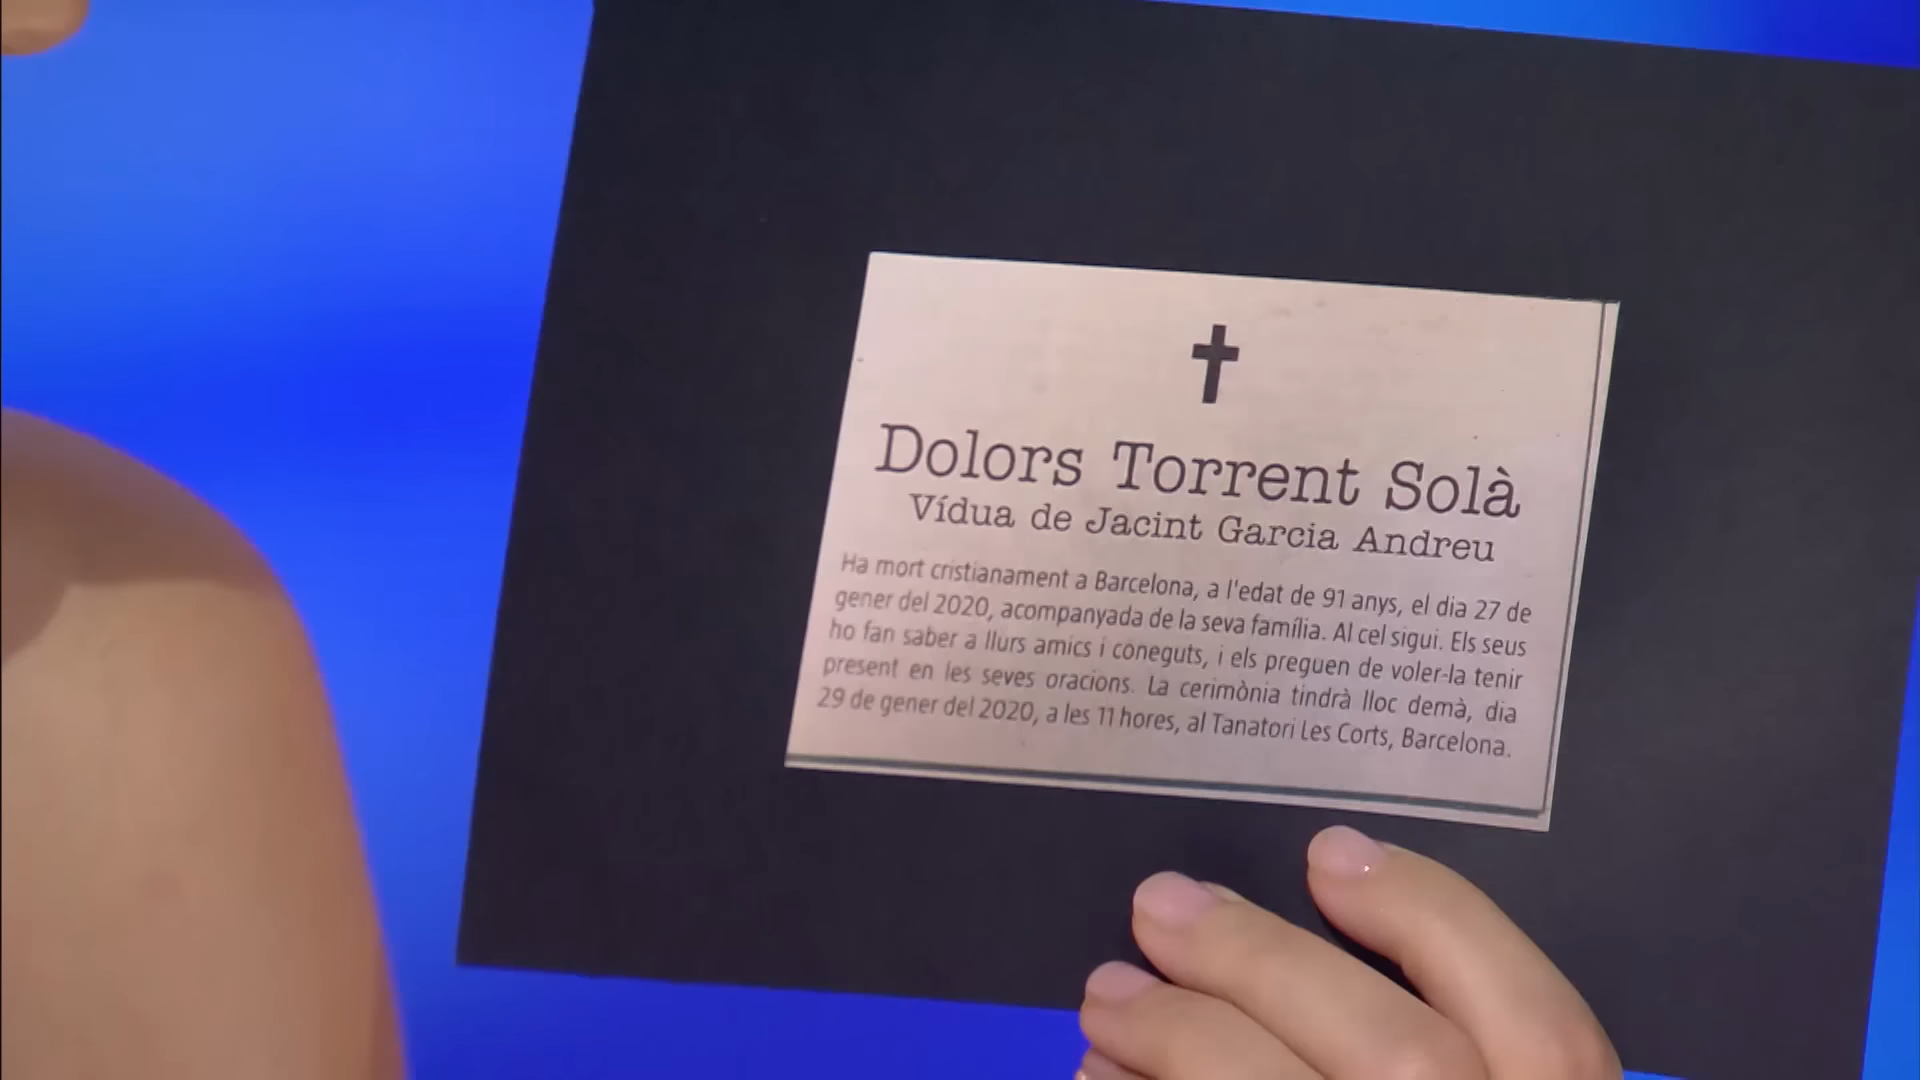 Dolors Torrent Solà
Vídua de Jacint Garcia Andreu
Ha mort cristianament a Barcelona, a l'edat de 91 anys, el dia 27 de
gener del 2020, acompanyada de la seva família. Al cel sigui. Els seus
ho fan saber a llurs amics i coneguts, i els preguen de voler-la tenir
present en les seves oracions. La cerimònia tindrà lloc demà, dia
29 de gener del 2020, a les 11 hores, al Tanatori Les Corts, Barcelona.